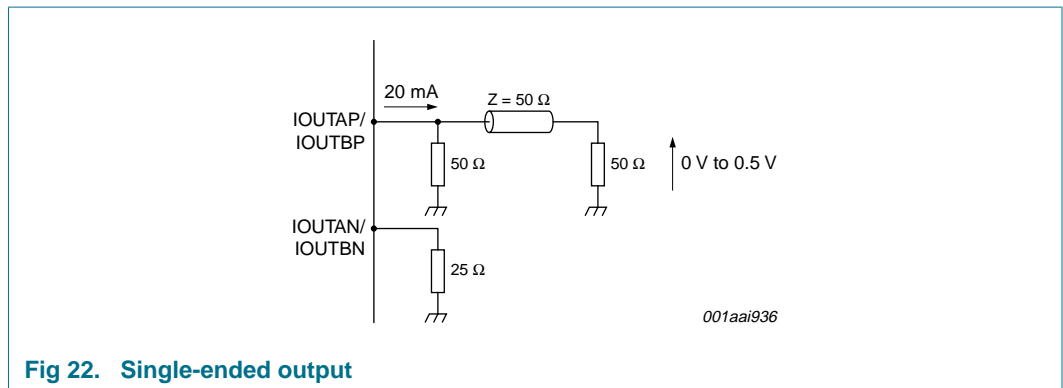 20 mA
Z = 50 Ω
IOUTAP/
IOUTBP
50 Ω
50 Ω
0 V to 0.5 V
IOUTAN/
IOUTBN
25 Ω
001aai936
Fig 22. Single-ended output